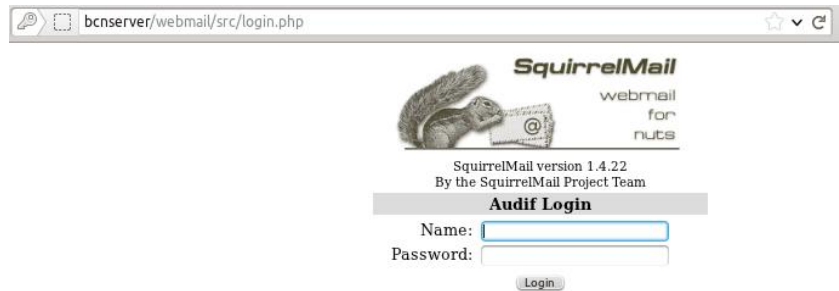 bcnserver/webmail/src/login.php
SquirrelMail
webmail
for
nuts
@
SquirrelMail version 1.4.22
By the SquirrelMail Project Team
Audif Login
Name:
Password:
Login